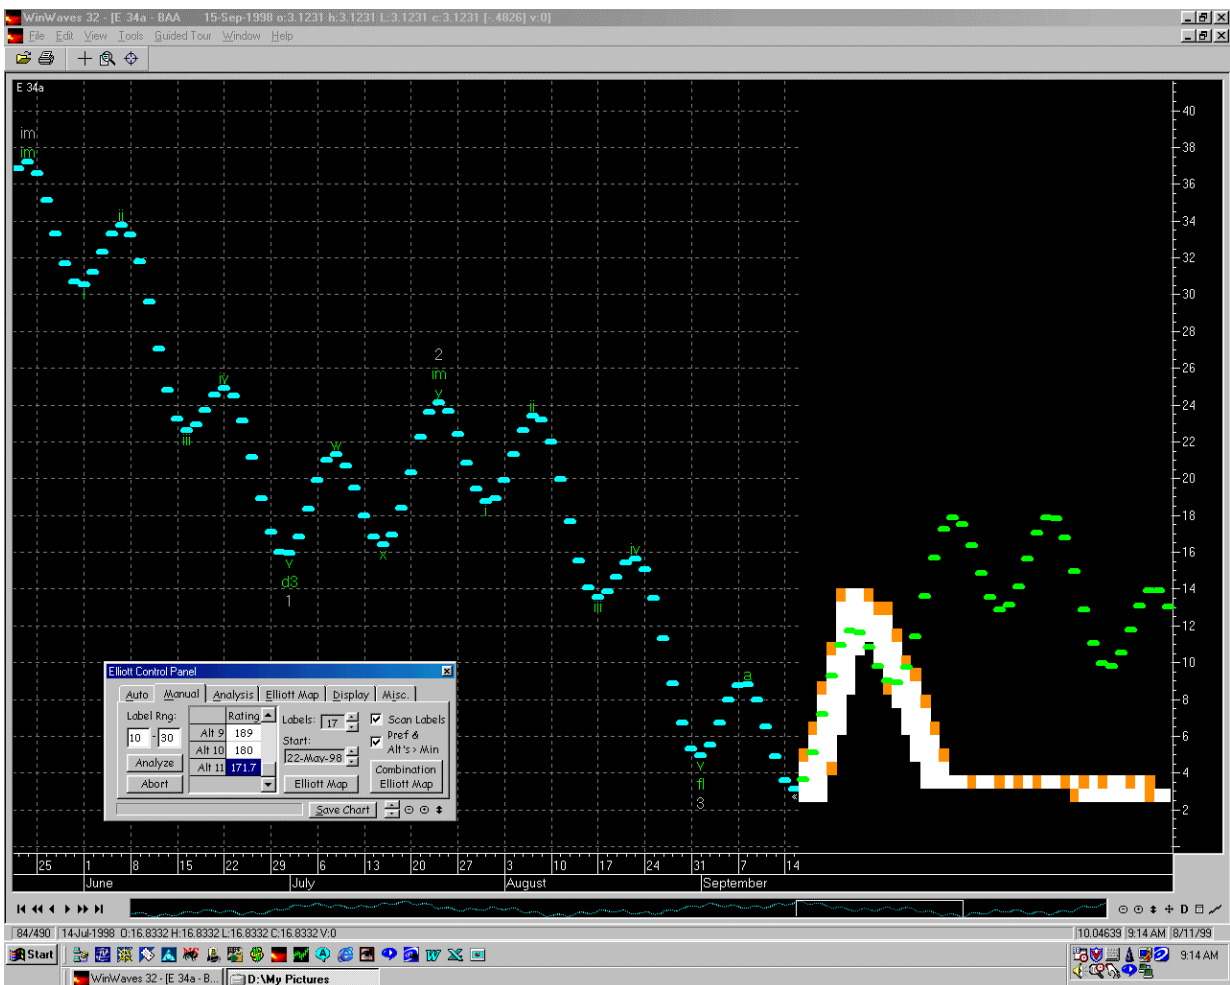 WinWaves 32 - [E 34a - BAA 15-Sep-1998 o:3.1231 h:3.1231 L:3.1231 c:3.1231 [-.4826] v:0]
File Edit View Tools Guided Tour Window Help
E 34a
40
im
im
38
36
ii
34
32
i
30
28
2
26
im
iv
y
ii
24
iii
w
22
20
i
18
x
iv
16
v
d3
14
1
iii
12
10
a
8
6
v
4
fl
3
«
2
Elliott Control Panel
Auto Manual Analysis Elliott Map Display Misc.
Label Rng:
10 - 30
Analyze
Abort
Rating
Alt 9 189
Alt 10 180
Alt 11 171.7
Labels: 17
Start:
22-May-98
Elliott Map
Scan Labels
Pref &
Alt's > Min
Combination
Elliott Map
Save Chart
25 1 8 15 22 29 6 13 20 27 3 10 17 24 31 7 14
June July August September
D
84/490 14-Jul-1998 O:16.8332 H:16.8332 L:16.8332 C:16.8332 V:0 10.04639 9:14 AM 8/11/99
Start 9:14 AM
WinWaves 32 - [E 34a - B... D:\My Pictures